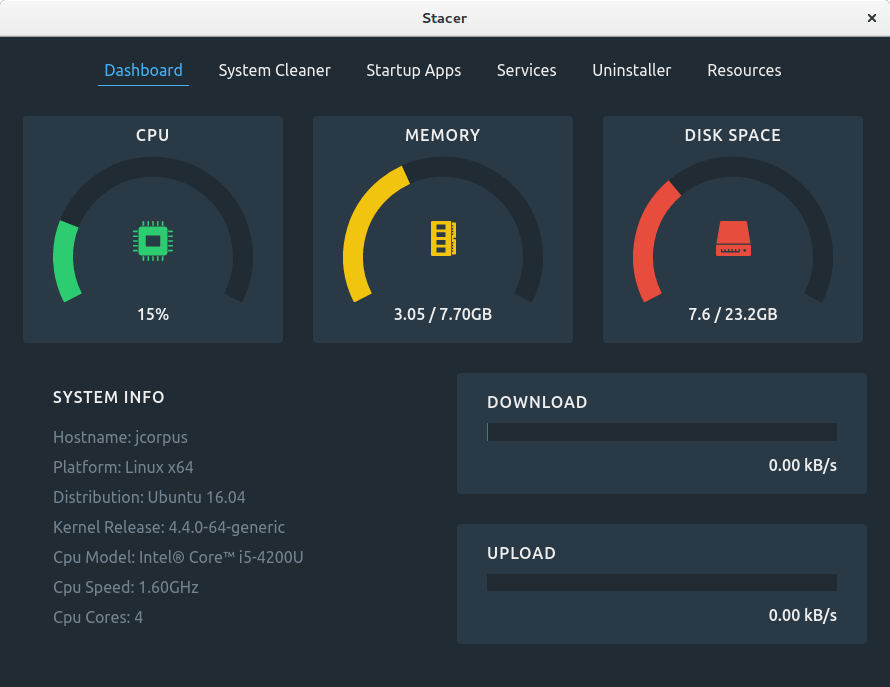 Stacer
Dashboard System Cleaner Startup Apps Services Uninstaller Resources
CPU
15%
MEMORY
3.05 / 7.70GB
DISK SPACE
7.6 / 23.2GB
SYSTEM INFO
Hostname: jcorpus
Platform: Linux x64
Distribution: Ubuntu 16.04
Kernel Release: 4.4.0-64-generic
Cpu Model: Intel® Core™ i5-4200U
Cpu Speed: 1.60GHz
Cpu Cores: 4
DOWNLOAD
0.00 kB/s
UPLOAD
0.00 kB/s